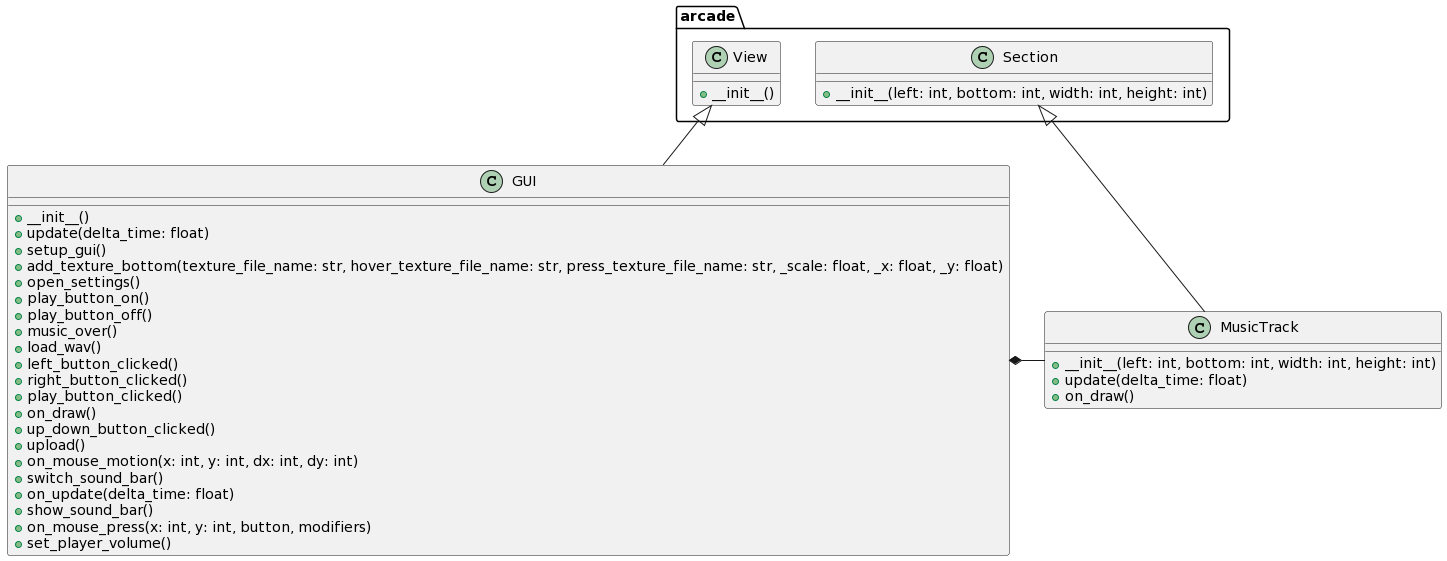 arcade
C View
__init__()
C Section
__init__(left: int, bottom: int, width: int, height: int)
C GUI
__init__()
update(delta_time: float)
setup_gui()
add_texture_bottom(texture_file_name: str, hover_texture_file_name: str, press_texture_file_name: str, _scale: float, _x: float, _y: float)
open_settings()
play_button_on()
play_button_off()
music_over()
load_wav()
left_button_clicked()
right_button_clicked()
play_button_clicked()
on_draw()
up_down_button_clicked()
upload()
on_mouse_motion(x: int, y: int, dx: int, dy: int)
switch_sound_bar()
on_update(delta_time: float)
show_sound_bar()
on_mouse_press(x: int, y: int, button, modifiers)
set_player_volume()
C MusicTrack
__init__(left: int, bottom: int, width: int, height: int)
update(delta_time: float)
on_draw()